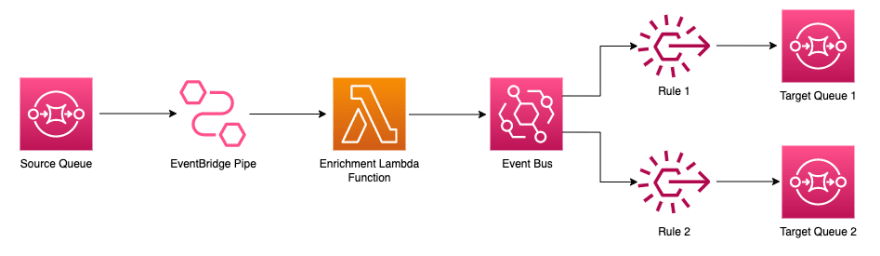 Rule 1
Target Queue 1
Source Queue
EventBridge Pipe
Enrichment Lambda
Function
Event Bus
Rule 2
Target Queue 2